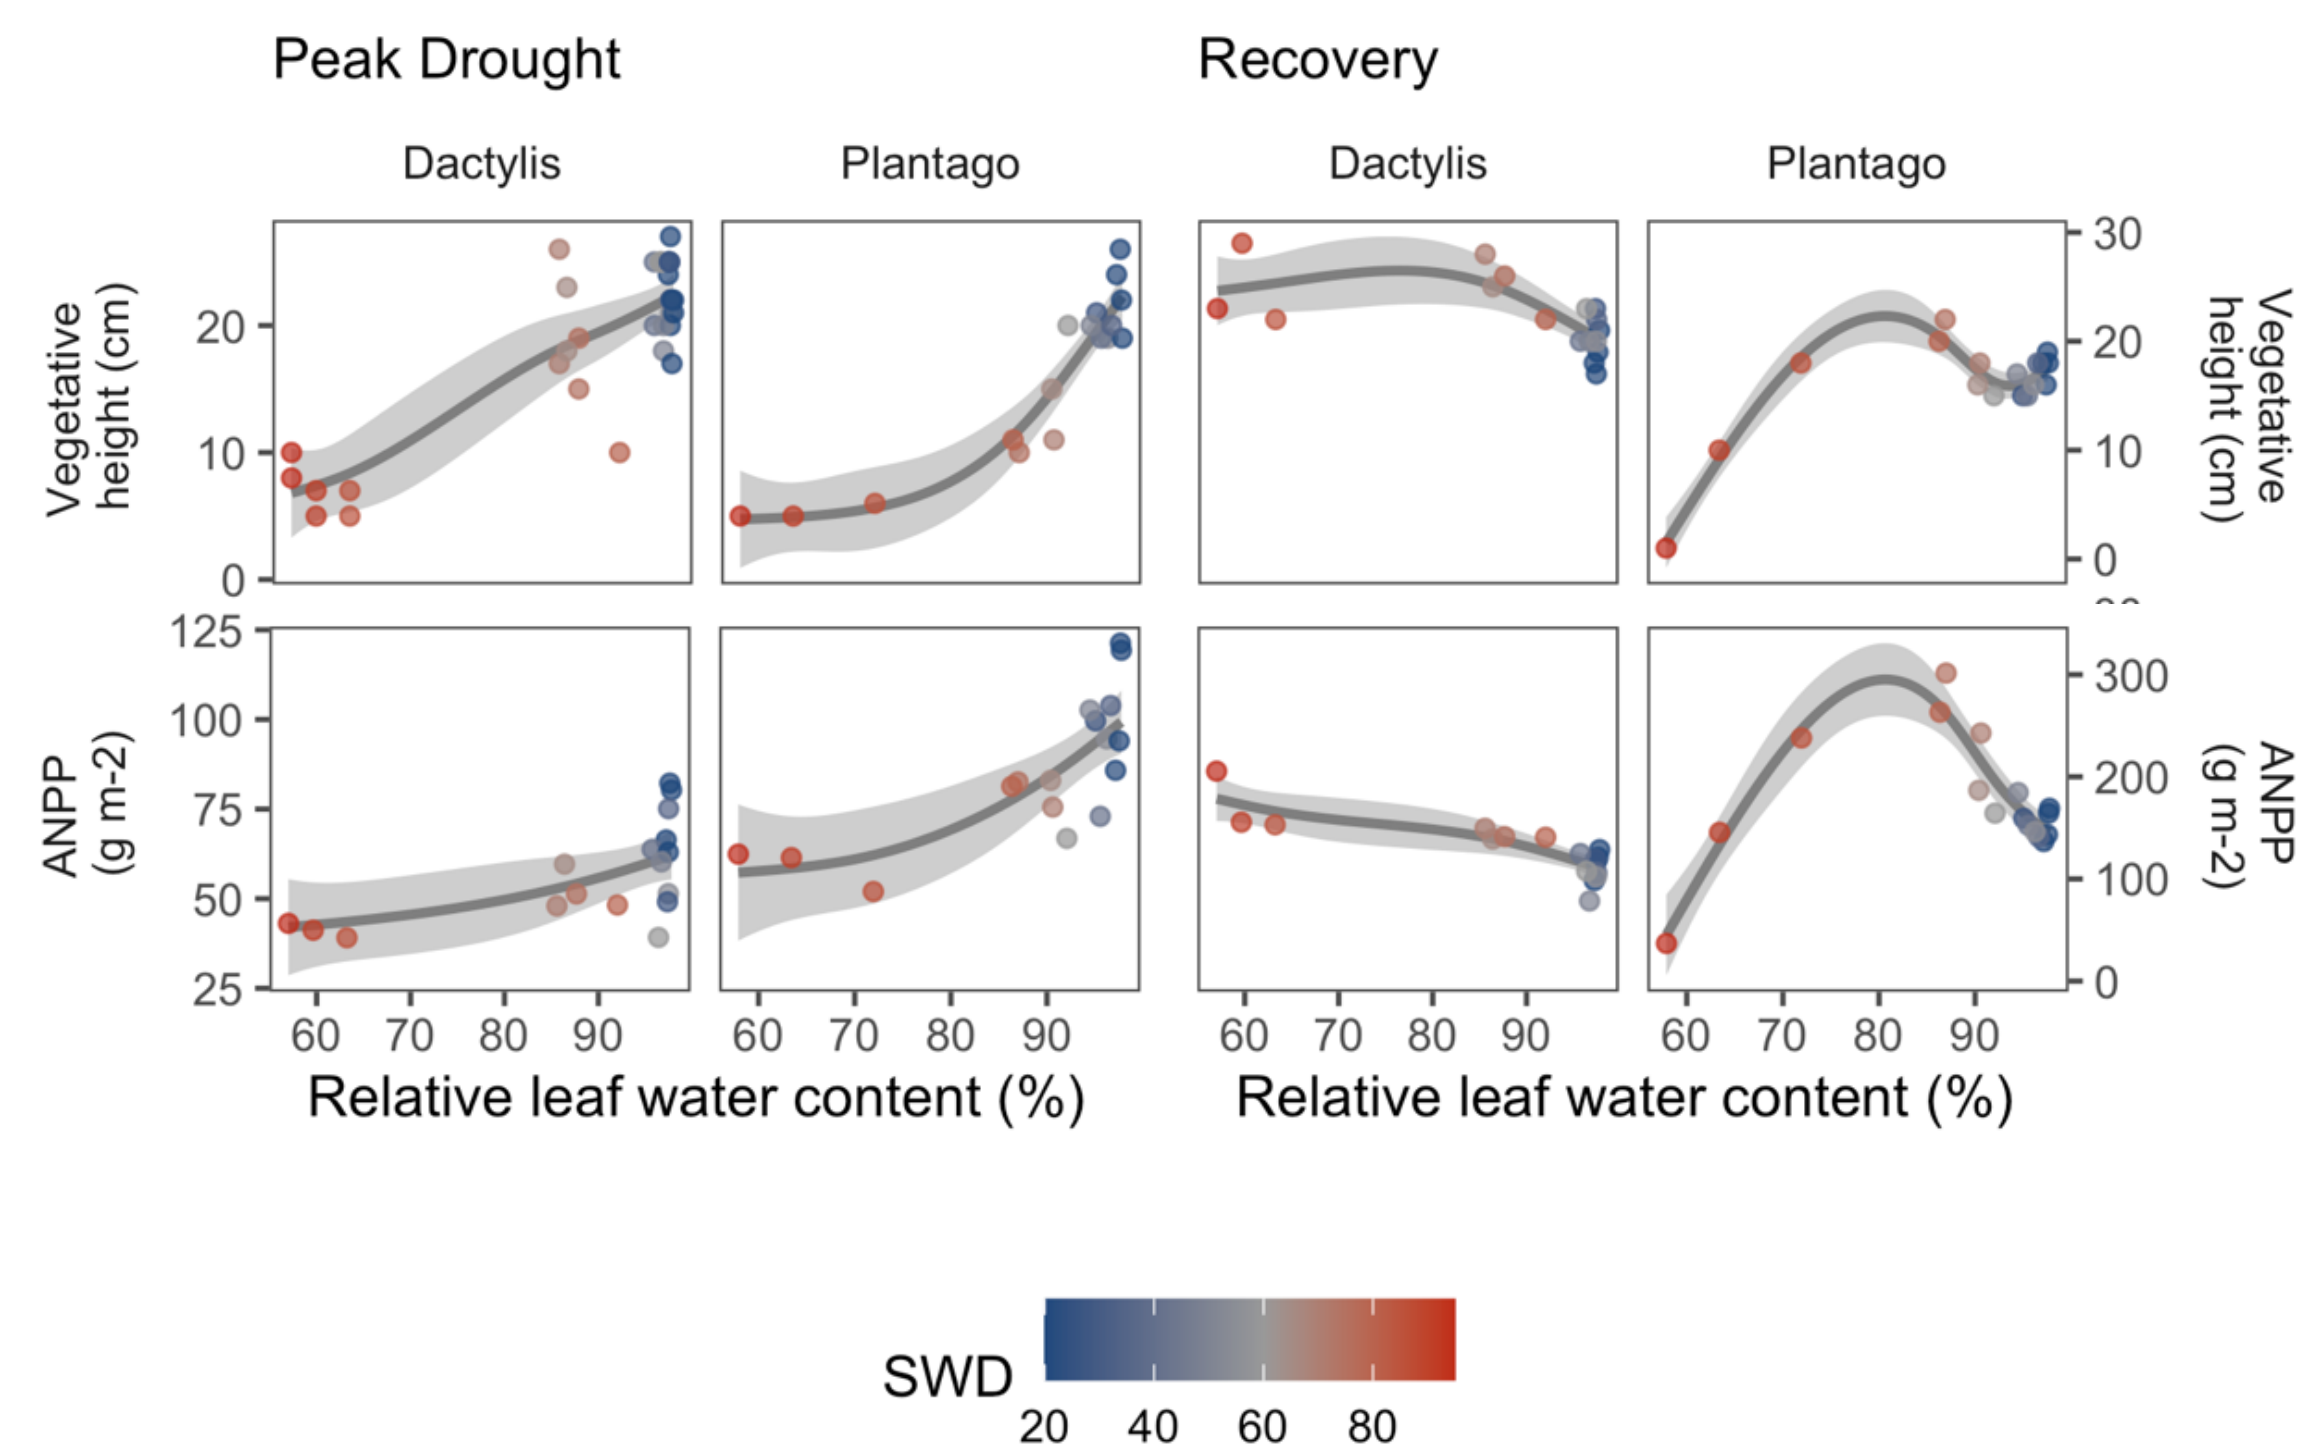 Peak Drought
Recovery
Dactylis
Plantago
Dactylis
Plantago
Vegetative
height (cm)
20
10
0
30
20
10
0
Vegetative
height (cm)
ANPP
(g m-2)
125
100
75
50
25
300
200
100
0
ANPP
(g m-2)
60 70 80 90
60 70 80 90
60 70 80 90
60 70 80 90
Relative leaf water content (%)
Relative leaf water content (%)
SWD
20 40 60 80